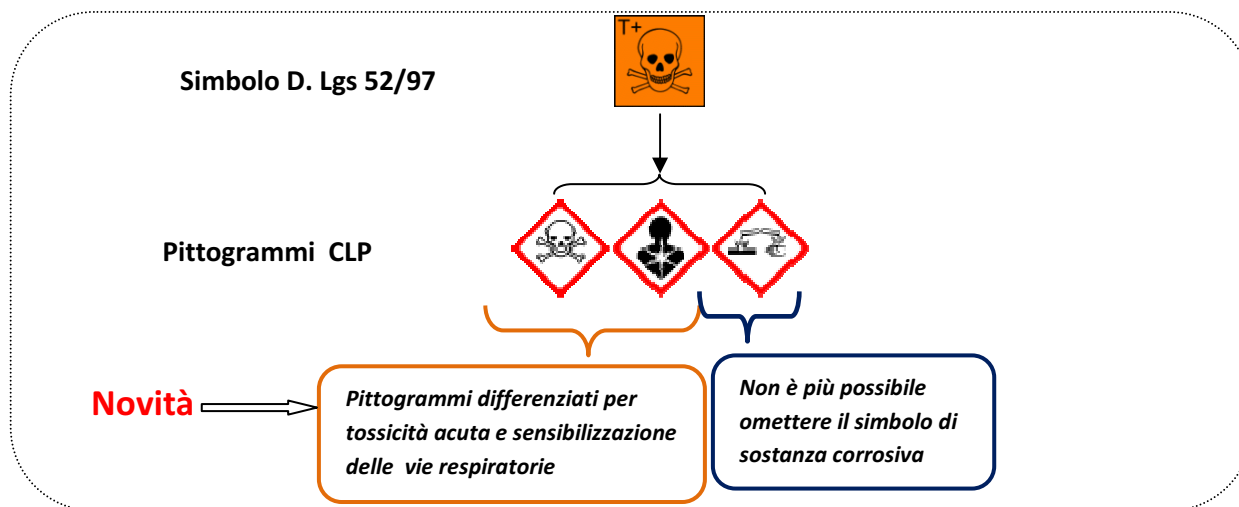 T+
Simbolo D. Lgs 52/97
Pittogrammi CLP
Novità
Pittogrammi differenziati per
tossicità acuta e sensibilizzazione
delle vie respiratorie
Non è più possibile
omettere il simbolo di
sostanza corrosiva